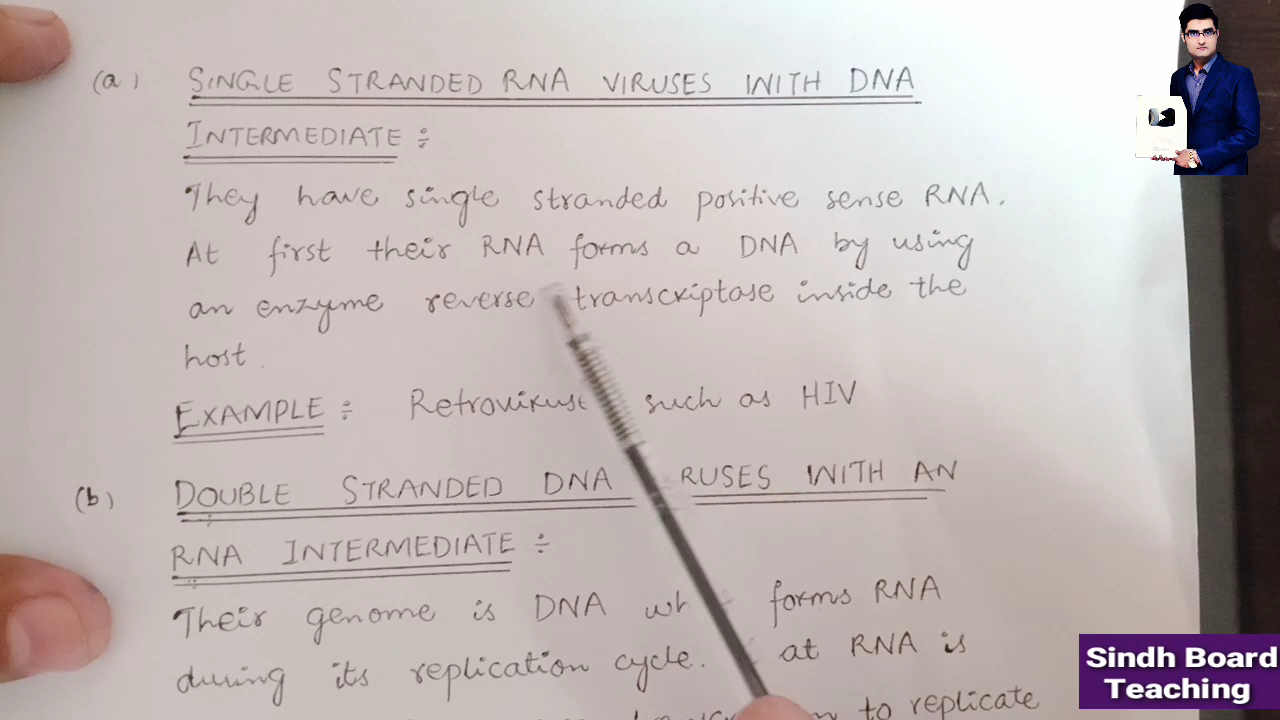 (a) SINGLE STRANDED RNA VIRUSES WITH DNA
INTERMEDIATE :
They have single stranded positive sense RNA.
At first their RNA forms a DNA by using
an enzyme reverse transcriptase inside the
host.
EXAMPLE : Retroviruse such as HIV
(b) DOUBLE STRANDED DNA RUSES WITH AN
RNA INTERMEDIATE :
Their genome is DNA wh forms RNA
during its replication cycle. at RNA is
to replicate
Sindh Board
Teaching